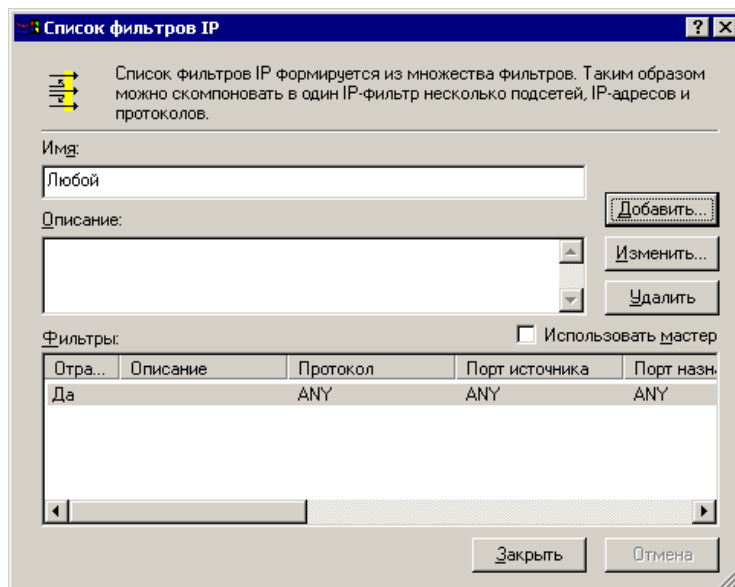 Список фильтров IP
Список фильтров IP формируется из множества фильтров. Таким образом
можно скомпоновать в один IP-фильтр несколько подсетей, IP-адресов и
протоколов.
Имя:
Любой
Добавить...
Описание:
Изменить...
Удалить
Фильтры:
Использовать мастер
Отра... Описание Протокол Порт источника Порт назн
Да ANY ANY ANY
Закрыть Отмена